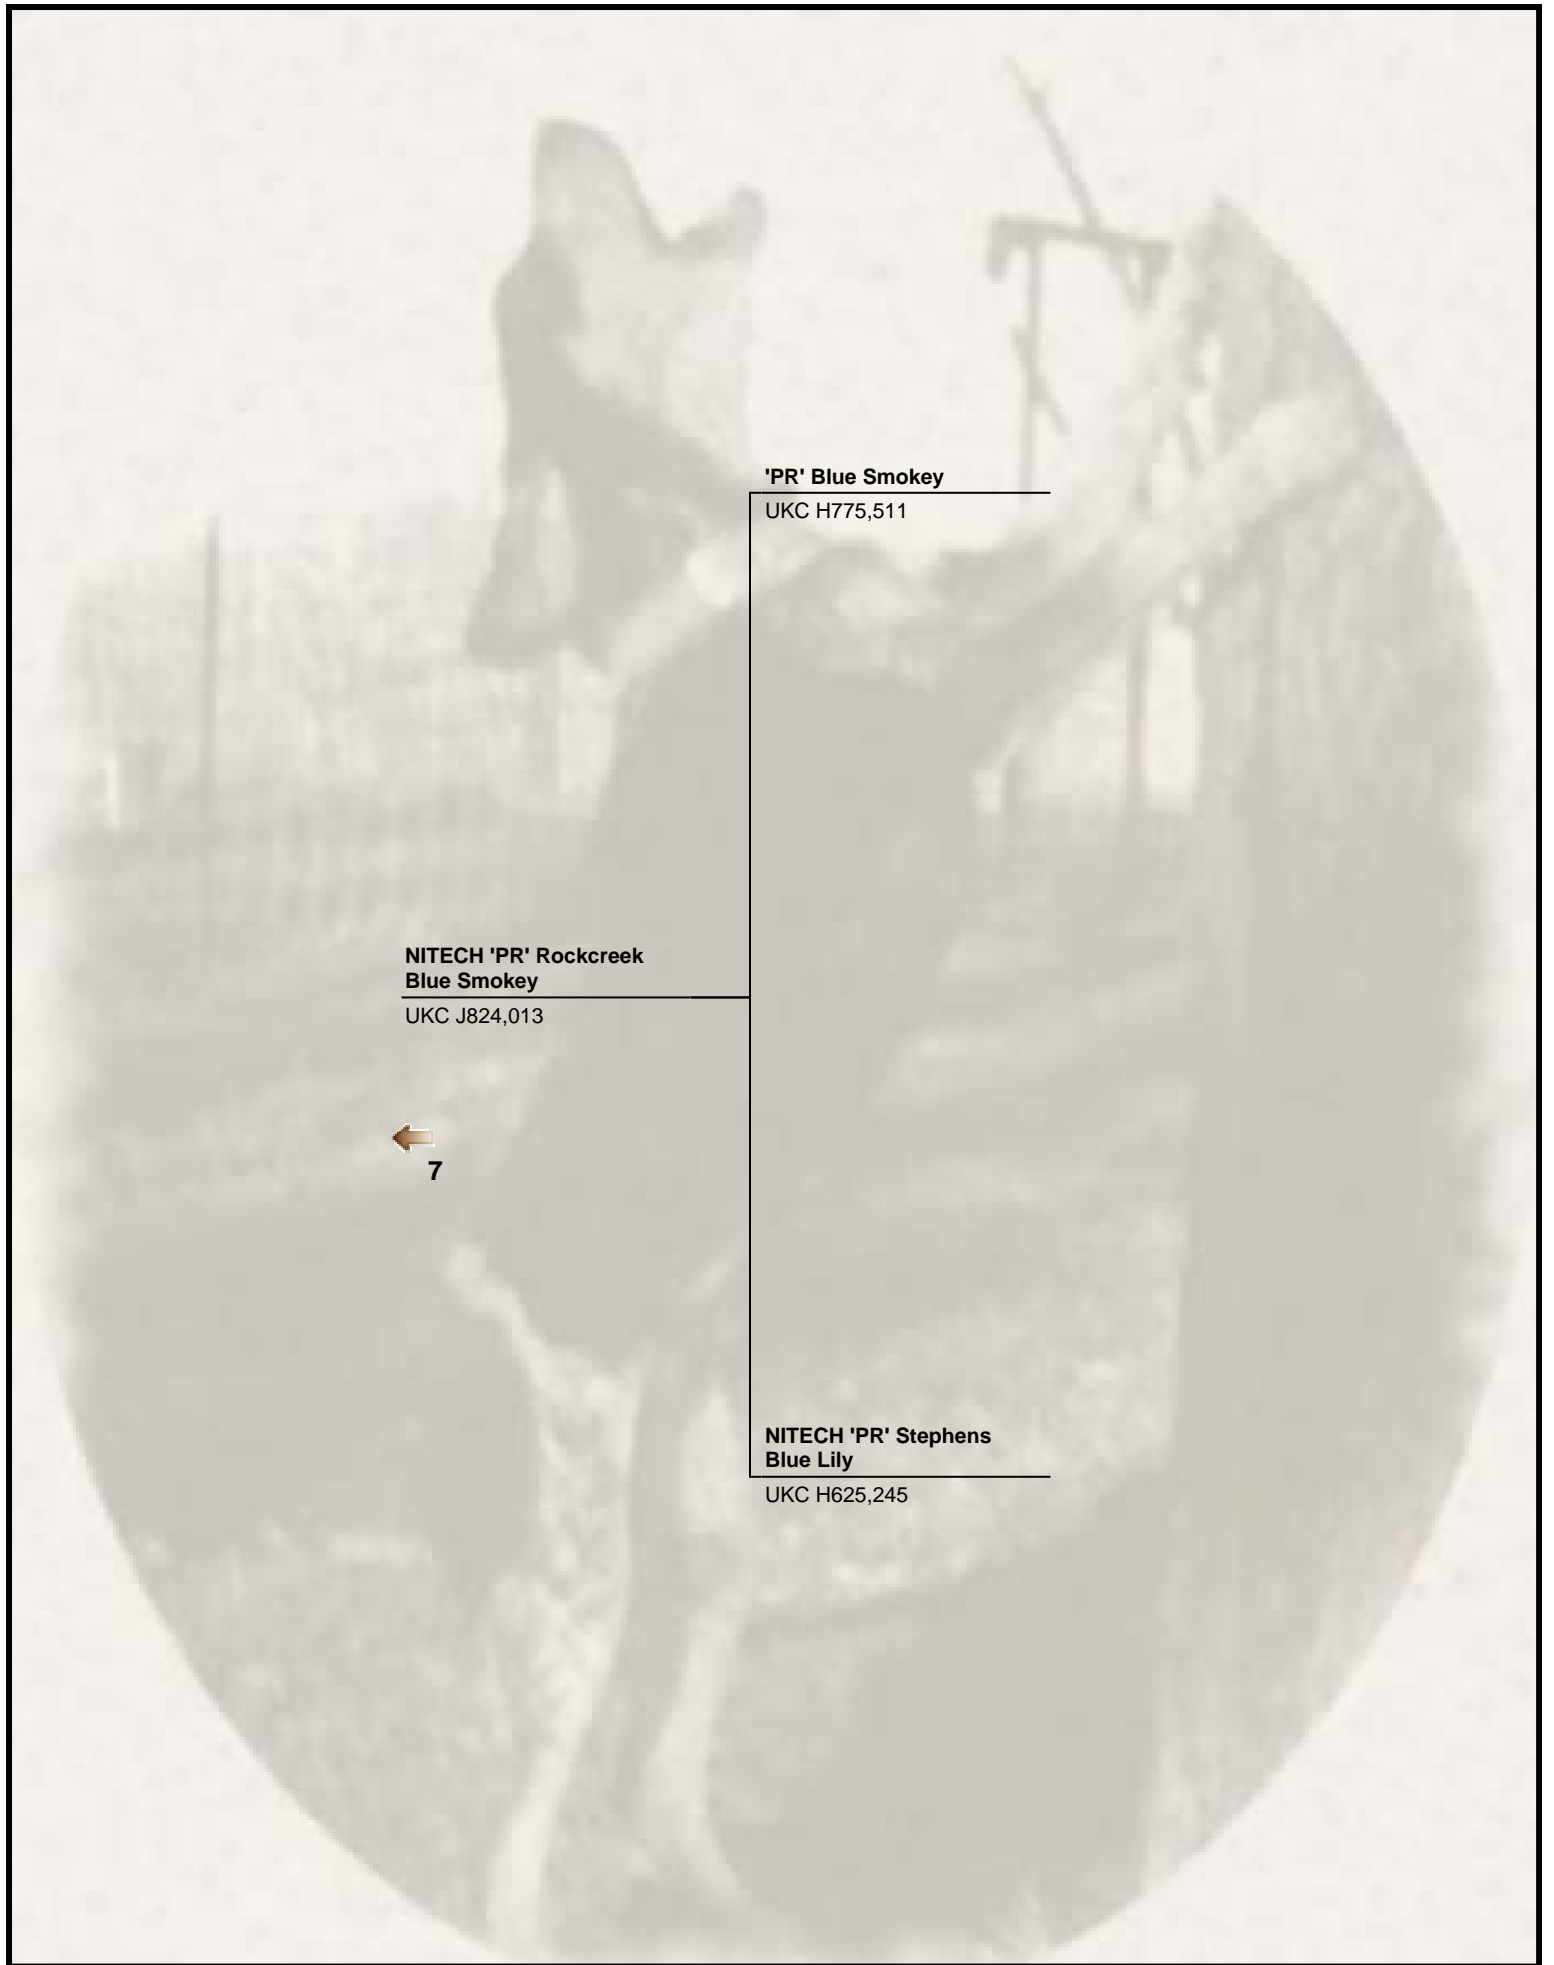 'PR' Blue Smokey
UKC H775,511
NITECH 'PR' Rockcreek
Blue Smokey
UKC J824,013
7
NITECH 'PR' Stephens
Blue Lily
UKC H625,245